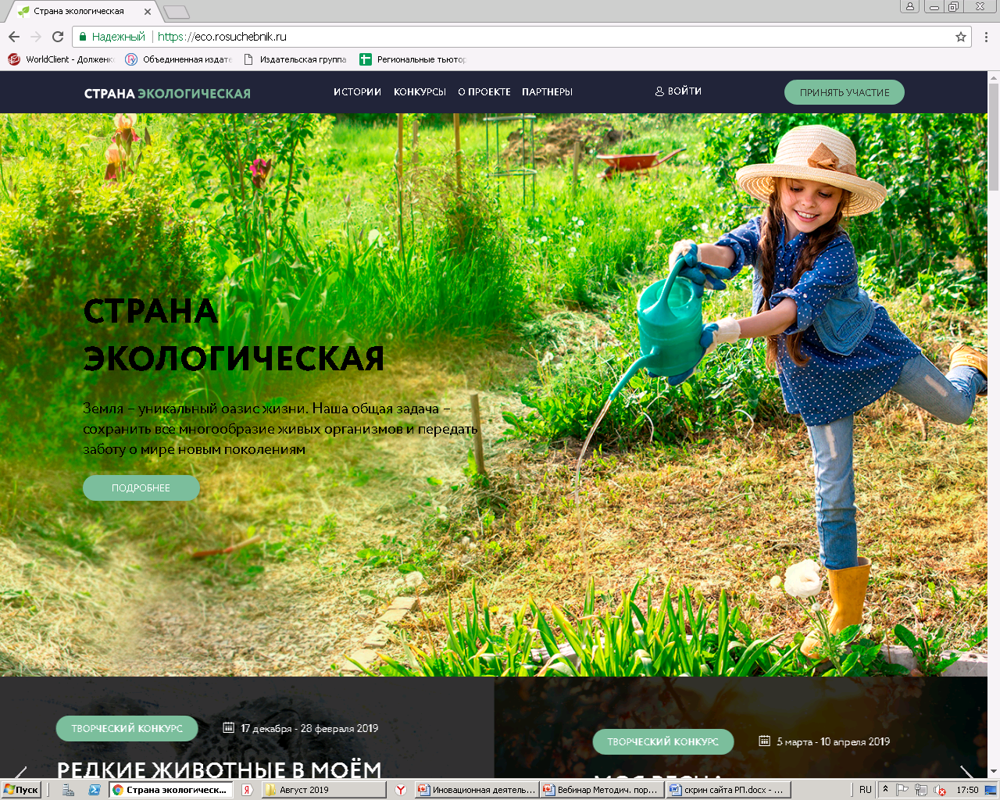 Страна экологическая
Надежный https://eco.rosuchebnik.ru
WorldClient - Долженк Объединенная издате Издательская группа Региональные тьютор
СТРАНА ЭКОЛОГИЧЕСКАЯ ИСТОРИИ КОНКУРСЫ О ПРОЕКТЕ ПАРТНЕРЫ ВОЙТИ ПРИНЯТЬ УЧАСТИЕ
СТРАНА
ЭКОЛОГИЧЕСКАЯ
Земля – уникальный оазис жизни. Наша общая задача –
сохранить все многообразие живых организмов и передать
заботу о мире новым поколениям
ПОДРОБНЕЕ
ТВОРЧЕСКИЙ КОНКУРС 17 декабря - 28 февраля 2019
РЕДКИЕ ЖИВОТНЫЕ В МОЁМ
ТВОРЧЕСКИЙ КОНКУРС 5 марта - 10 апреля 2019
Пуск Страна экологическ... Август 2019 Иновационная деятель... Вебинар Методич. пор... скрин сайта РП.docx - ... RU 17:50